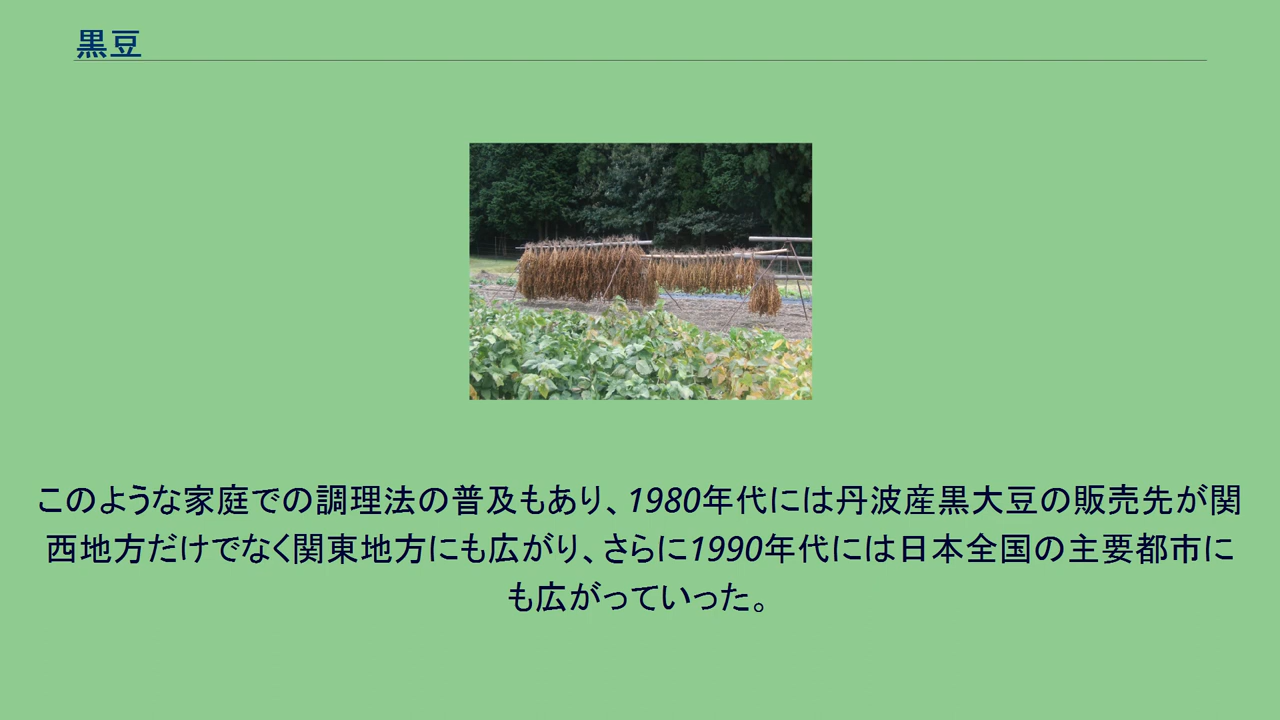 黒豆
このような家庭での調理法の普及もあり、1980年代には丹波産黒大豆の販売先が関
西地方だけでなく関東地方にも広がり、さらに1990年代には日本全国の主要都市に
も広がっていった。